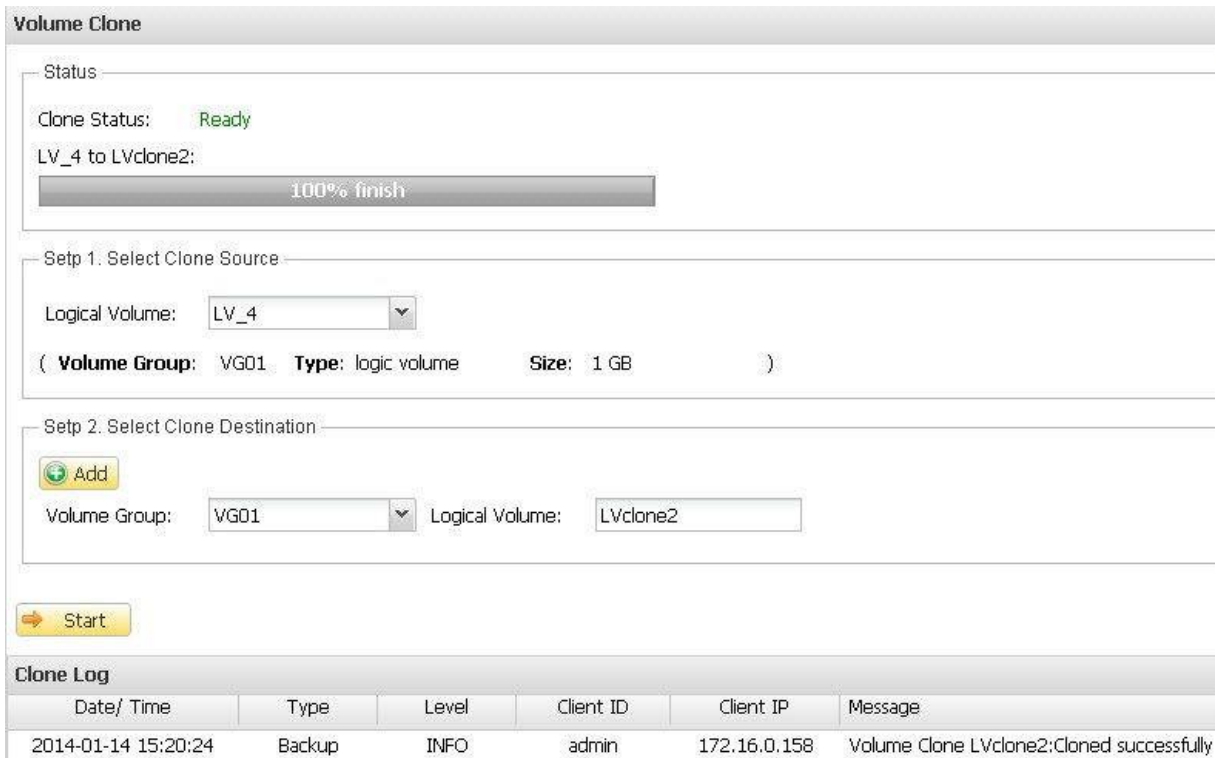 Volume Clone
Status
Clone Status: Ready
LV_4 to LVclone2:
100% finish
Setp 1. Select Clone Source
Logical Volume: LV_4
( Volume Group: VG01 Type: logic volume Size: 1 GB )
Setp 2. Select Clone Destination
Add
Volume Group: VG01 Logical Volume: LVclone2
Start
Clone Log
Date/ Time Type Level Client ID Client IP Message
2014-01-14 15:20:24 Backup INFO admin 172.16.0.158 Volume Clone LVclone2:Cloned successfully